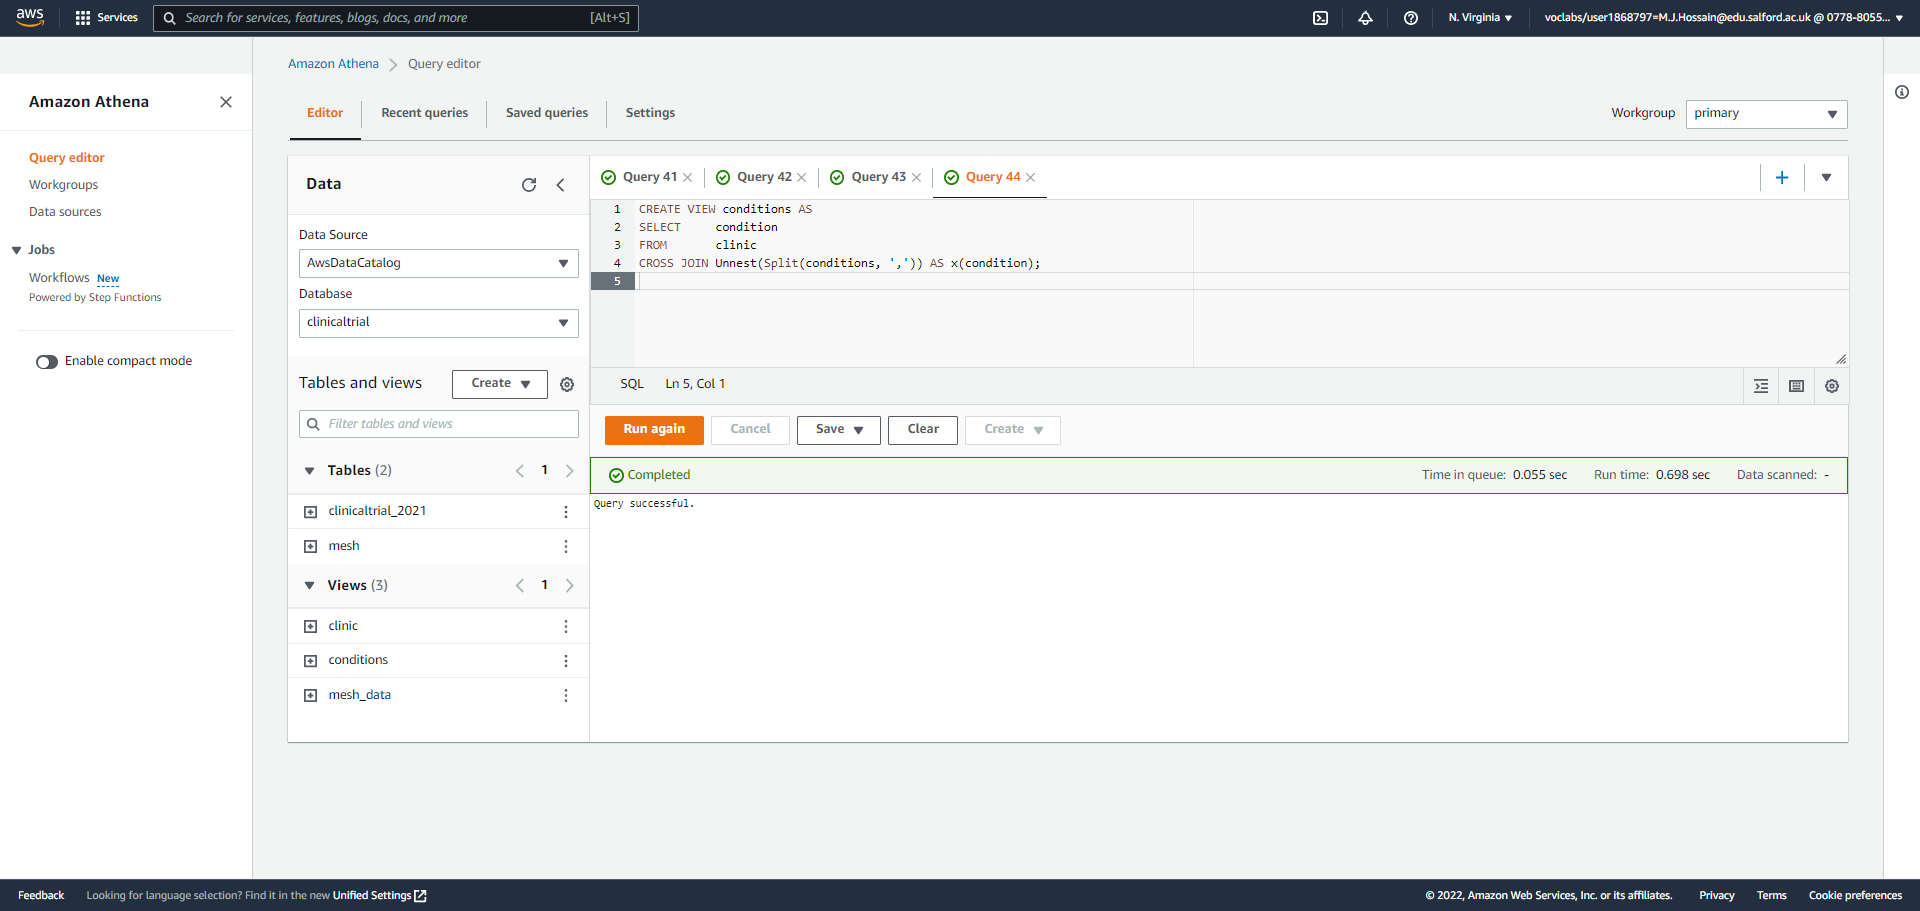 aws
Services
Search for services, features, blogs, docs, and more [Alt+S]
N. Virginia
voclabs/user1868797=M.J.Hossain@edu.salford.ac.uk @ 0778-8055...
Amazon Athena
Query editor
Workgroups
Data sources
Jobs
Workflows New
Powered by Step Functions
Enable compact mode
Amazon Athena Query editor
Editor Recent queries Saved queries Settings
Workgroup primary
Data
Data Source
AwsDataCatalog
Database
clinicaltrial
Tables and views Create
Filter tables and views
Tables (2) 1
clinicaltrial_2021
mesh
Views (3) 1
clinic
conditions
mesh_data
Query 41 Query 42 Query 43 Query 44
1 CREATE VIEW conditions AS
2 SELECT condition
3 FROM clinic
4 CROSS JOIN Unnest(Split(conditions, ',')) AS x(condition);
5
SQL Ln 5, Col 1
Run again Cancel Save Clear Create
Completed Time in queue: 0.055 sec Run time: 0.698 sec Data scanned: -
Query successful.
Feedback Looking for language selection? Find it in the new Unified Settings © 2022, Amazon Web Services, Inc. or its affiliates. Privacy Terms Cookie preferences